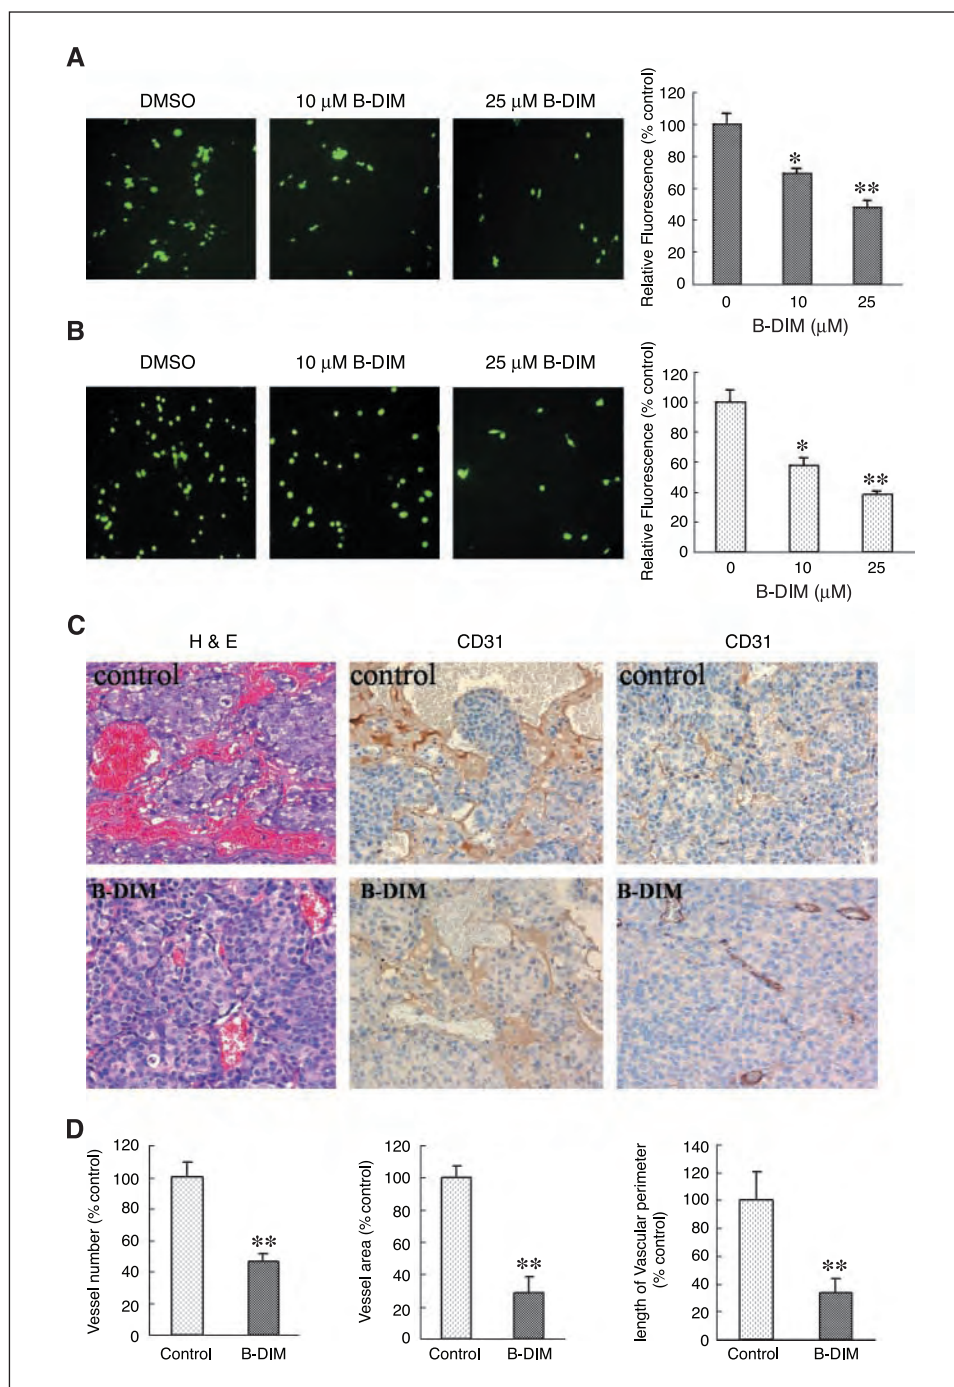 A
DMSO
10 μM B-DIM
25 μM B-DIM
Relative Fluorescence (% control)
120
100
80
60
40
20
0
*
**
0 10 25
B-DIM (μM)
B
DMSO
10 μM B-DIM
25 μM B-DIM
Relative Fluorescence (% control)
120
100
80
60
40
20
0
*
**
0 10 25
B-DIM (μM)
C
H & E
CD31
CD31
control
control
control
B-DIM
B-DIM
B-DIM
D
Vessel number (% control)
120
100
80
60
40
20
0
**
Control B-DIM
Vessel area (% control)
120
100
80
60
40
20
0
**
Control B-DIM
length of Vascular perimeter
(% control)
140
120
100
80
60
40
20
0
**
Control B-DIM